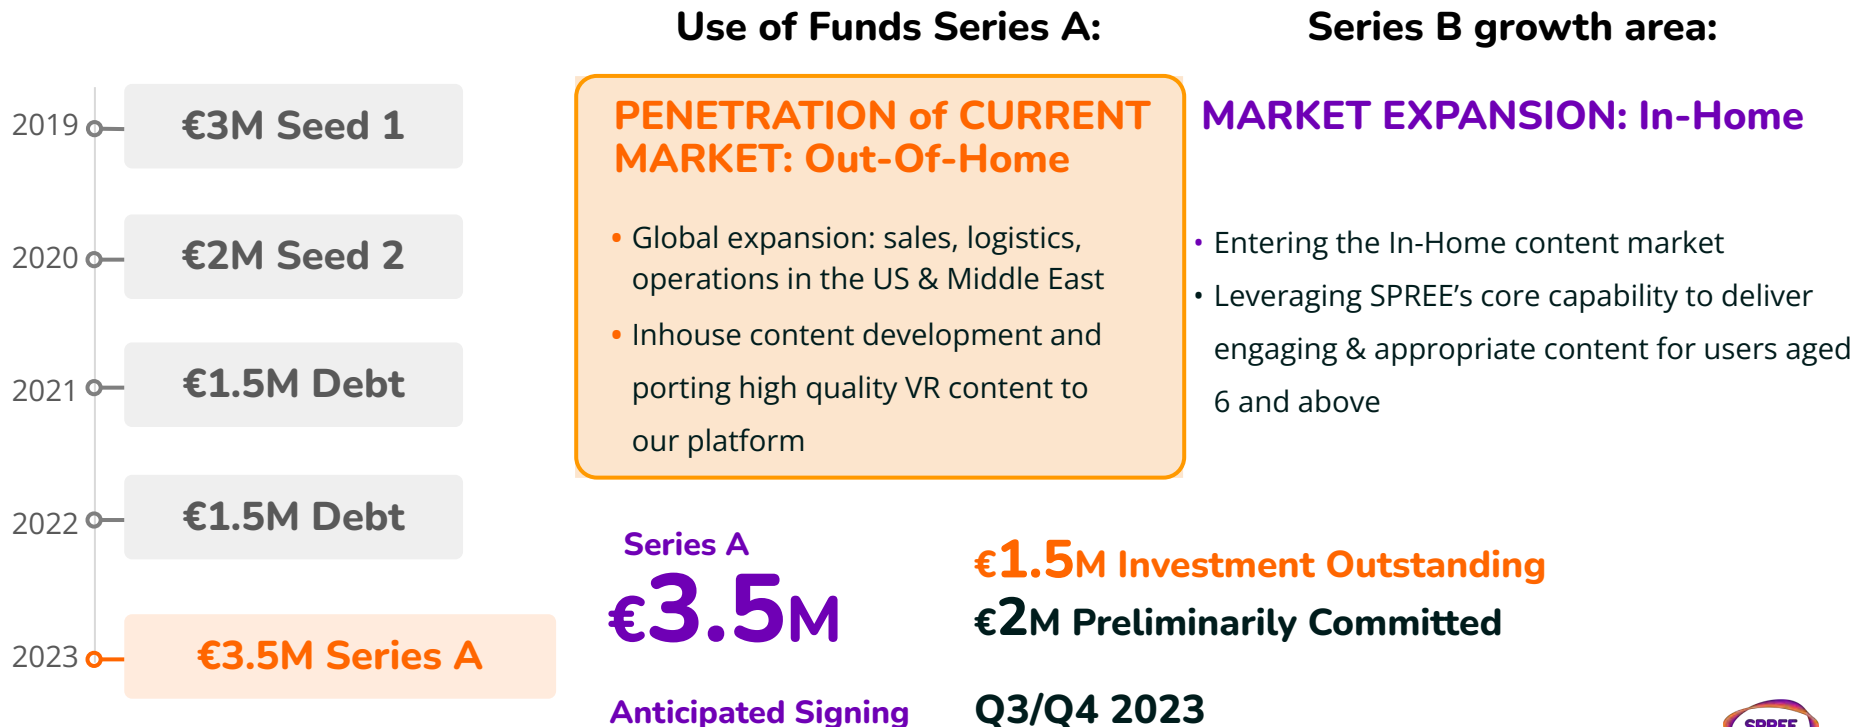 Use of Funds Series A:
Series B growth area:
2019
€3M Seed 1
2020
€2M Seed 2
2021
€1.5M Debt
2022
€1.5M Debt
2023
€3.5M Series A
PENETRATION of CURRENT
MARKET: Out-Of-Home
• Global expansion: sales, logistics,
operations in the US & Middle East
• Inhouse content development and
porting high quality VR content to
our platform
MARKET EXPANSION: In-Home
• Entering the In-Home content market
• Leveraging SPREE’s core capability to deliver
engaging & appropriate content for users aged
6 and above
Series A
€3.5M
€1.5M Investment Outstanding
€2M Preliminarily Committed
Anticipated Signing
Q3/Q4 2023
SPREE